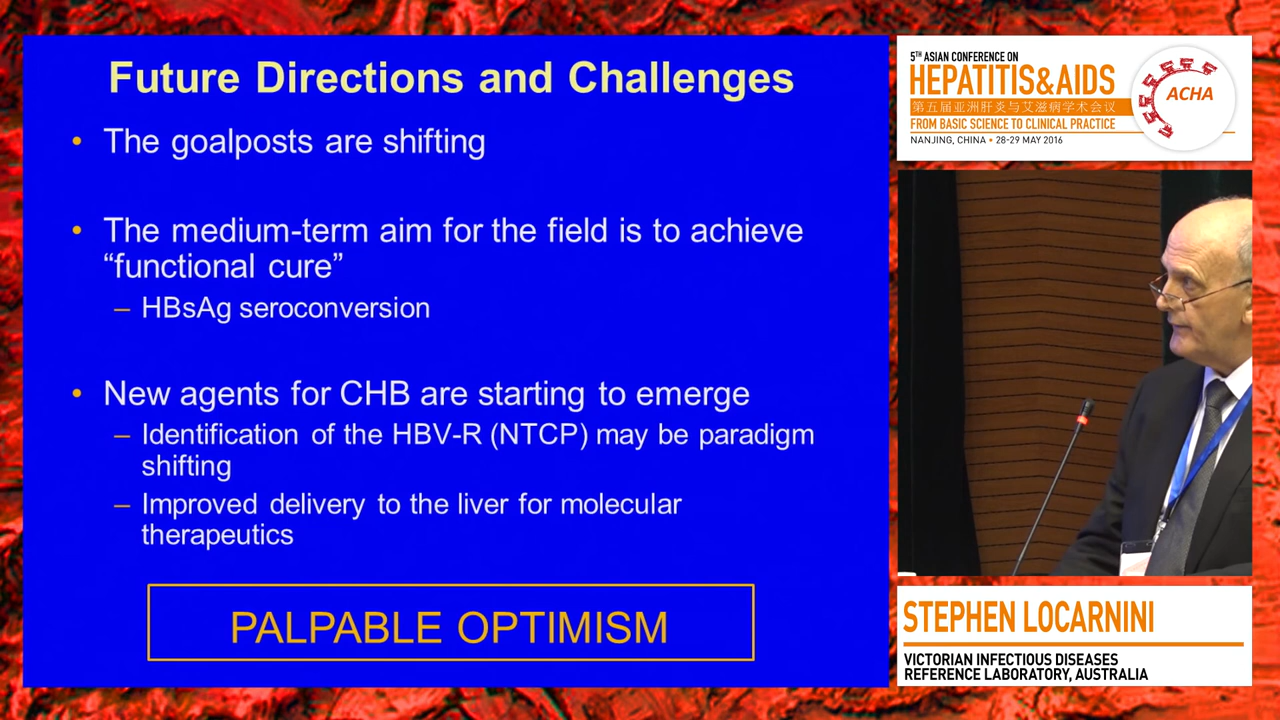 Future Directions and Challenges
• The goalposts are shifting
• The medium-term aim for the field is to achieve
“functional cure”
– HBsAg seroconversion
• New agents for CHB are starting to emerge
– Identification of the HBV-R (NTCP) may be paradigm
shifting
– Improved delivery to the liver for molecular
therapeutics
PALPABLE OPTIMISM
5TH ASIAN CONFERENCE ON
HEPATITIS&AIDS
第五届亚洲肝炎与艾滋病学术会议
FROM BASIC SCIENCE TO CLINICAL PRACTICE
NANJING, CHINA • 28-29 MAY 2016
ACHA
STEPHEN LOCARNINI
VICTORIAN INFECTIOUS DISEASES
REFERENCE LABORATORY, AUSTRALIA